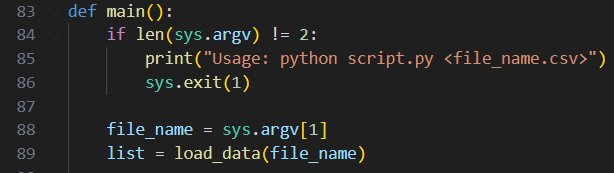 83 def main():
84 if len(sys.argv) != 2:
85 print("Usage: python script.py <file_name.csv>")
86 sys.exit(1)
87
88 file_name = sys.argv[1]
89 list = load_data(file_name)